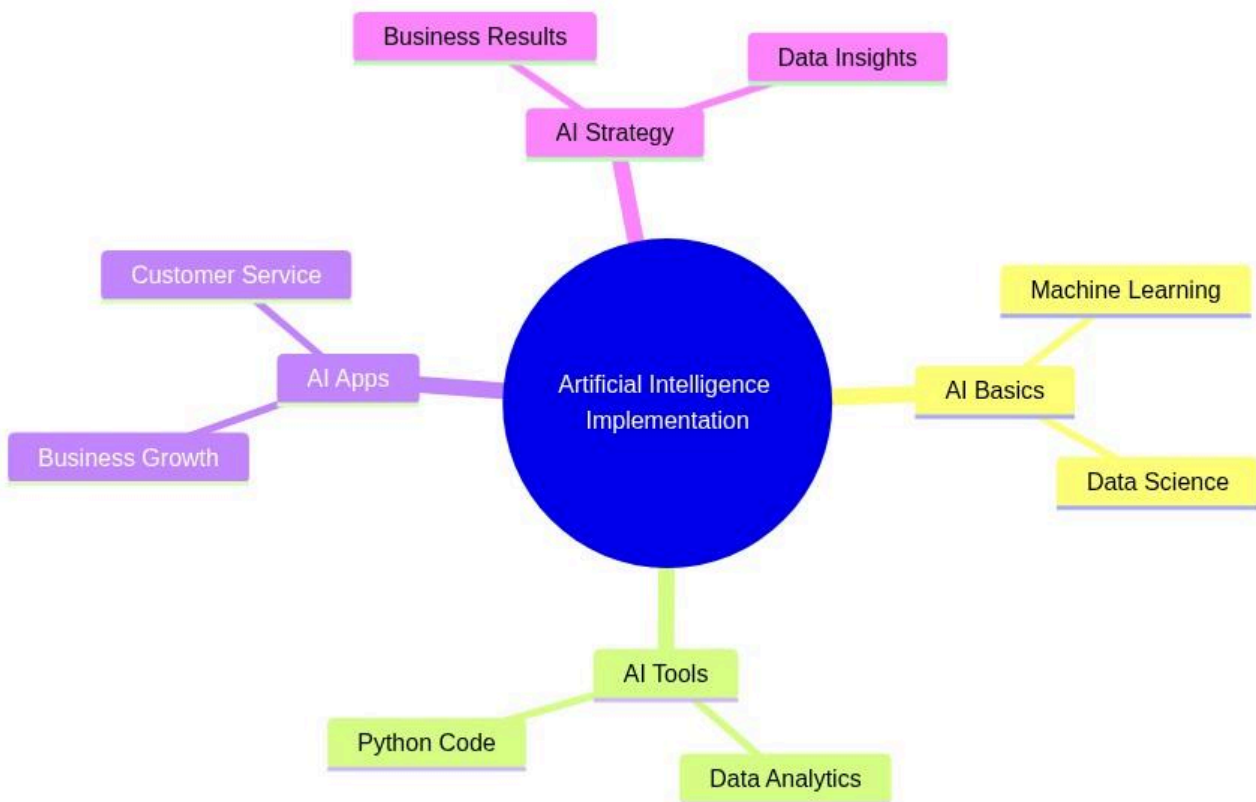 Business Results
Data Insights
AI Strategy
Customer Service
Machine Learning
AI Apps
Artificial Intelligence
Implementation
AI Basics
Business Growth
Data Science
AI Tools
Python Code
Data Analytics